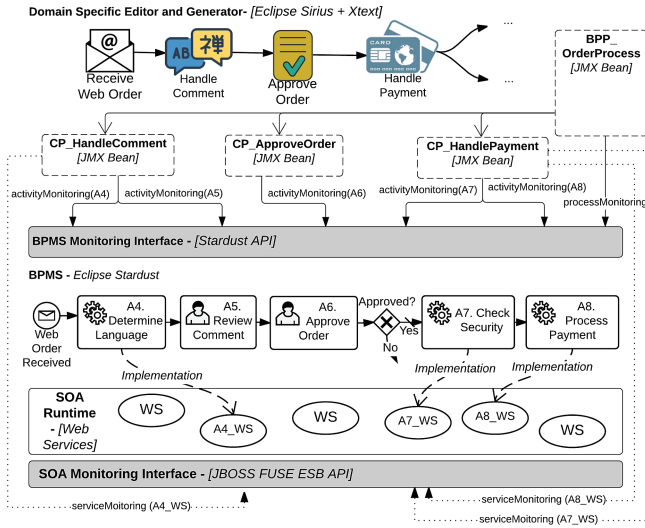 Domain Specific Editor and Generator- [Eclipse Sirius + Xtext]
...
BPP_
OrderProcess
[JMX Bean]
AB
禅
CARD
Receive
Web Order
Handle
Comment
Approve
Order
Handle
Payment
...
CP_HandleComment
[JMX Bean]
CP_ApproveOrder
[JMX Bean]
CP_HandlePayment
[JMX Bean]
activityMonitoring(A4)
activityMonitoring(A5)
activityMonitoring(A6)
activityMonitoring(A7)
activityMonitoring(A8)
processMonitoring
BPMS Monitoring Interface - [Stardust API]
BPMS - Eclipse Stardust
Web
Order
Received
A4.
Determine
Language
A5.
Review
Comment
A6.
Approve
Order
Approved?
Yes
No
A7. Check
Security
A8.
Process
Payment
Implementation
Implementation
Implementation
SOA
Runtime
- [Web
Services]
WS
A4_WS
WS
A7_WS
A8_WS
WS
SOA Monitoring Interface - [JBOSS FUSE ESB API]
serviceMoitoring (A4_WS)
serviceMonitoring (A8_WS)
serviceMonitoring (A7_WS)